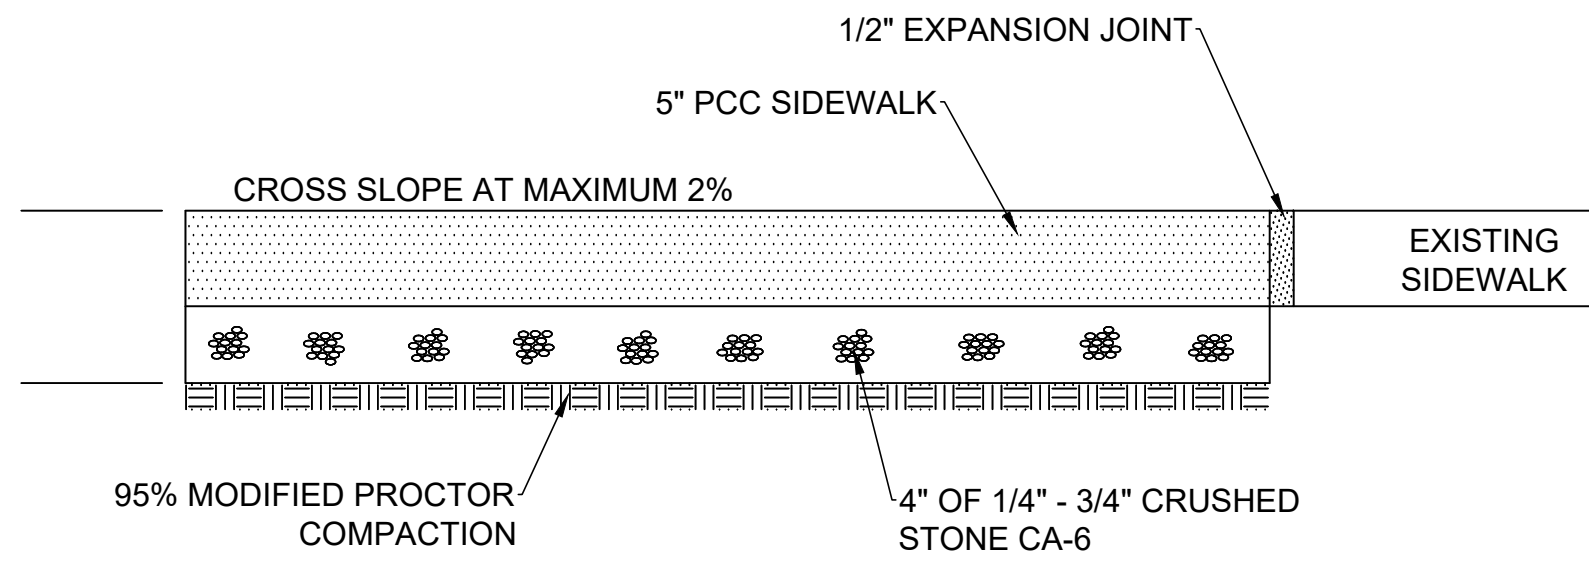 1/2" EXPANSION JOINT
5" PCC SIDEWALK
CROSS SLOPE AT MAXIMUM 2%
EXISTING
SIDEWALK
95% MODIFIED PROCTOR
COMPACTION
4" OF 1/4" - 3/4" CRUSHED
STONE CA-6